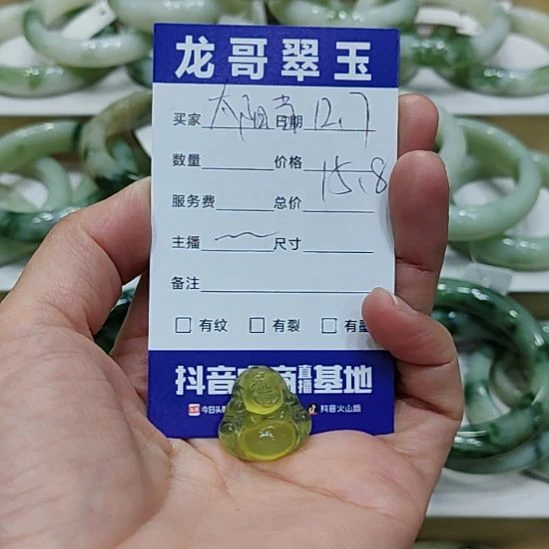 龙哥翠玉
买家 太阳 日期 12.7
数量 价格 15.8
服务费 总价
主播 尺寸
备注
有纹 有裂 有
抖音 商直播基地
今日头 抖音火山版